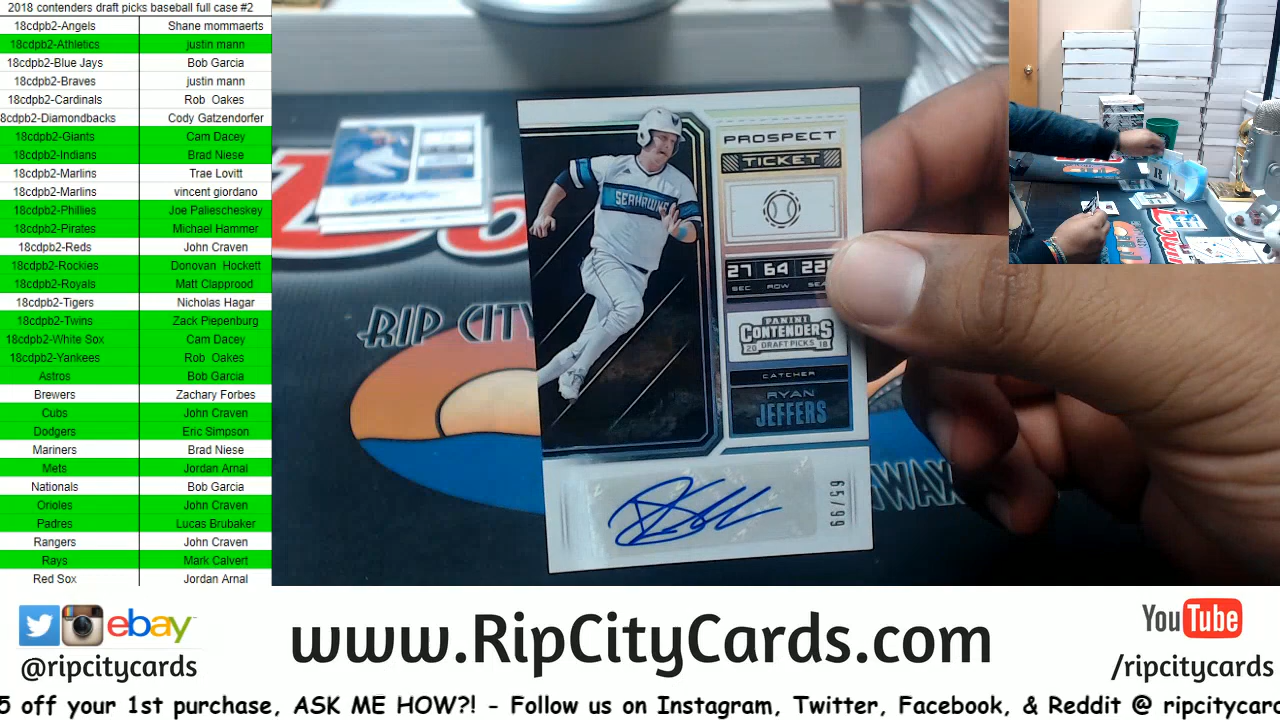 2018 contenders draft picks baseball full case #2
18cdpb2-Angels Shane mommaerts
18cdpb2-Athletics justin mann
18cdpb2-Blue Jays Bob Garcia
18cdpb2-Braves justin mann
18cdpb2-Cardinals Rob Oakes
18cdpb2-Diamondbacks Cody Gatzendorfer
18cdpb2-Giants Cam Dacey
18cdpb2-Indians Brad Niese
18cdpb2-Marlins Trae Lovitt
18cdpb2-Marlins vincent giordano
18cdpb2-Phillies Joe Paliescheskey
18cdpb2-Pirates Michael Hammer
18cdpb2-Reds John Craven
18cdpb2-Rockies Donovan Hockett
18cdpb2-Royals Matt Clapprood
18cdpb2-Tigers Nicholas Hagar
18cdpb2-Twins Zack Piepenburg
18cdpb2-White Sox Cam Dacey
18cdpb2-Yankees Rob Oakes
Astros Bob Garcia
Brewers Zachary Forbes
Cubs John Craven
Dodgers Eric Simpson
Mariners Brad Niese
Mets Jordan Arnal
Nationals Bob Garcia
Orioles John Craven
Padres Lucas Brubaker
Rangers John Craven
Rays Mark Calvert
Red Sox Jordan Arnal
RIP CITY
PROSPECT
TICKET
SEAHAWKS
27 64 22
SEC ROW
PANINI
CONTENDERS
20 DRAFT PICKS 18
CATCHER
RYAN
JEFFERS
65/99
YouTube
ebay
www.RipCityCards.com
@ripcitycards
/ripcitycards
5 off your 1st purchase, ASK ME HOW?! - Follow us on Instagram, Twitter, Facebook, & Reddit @ ripcitycard